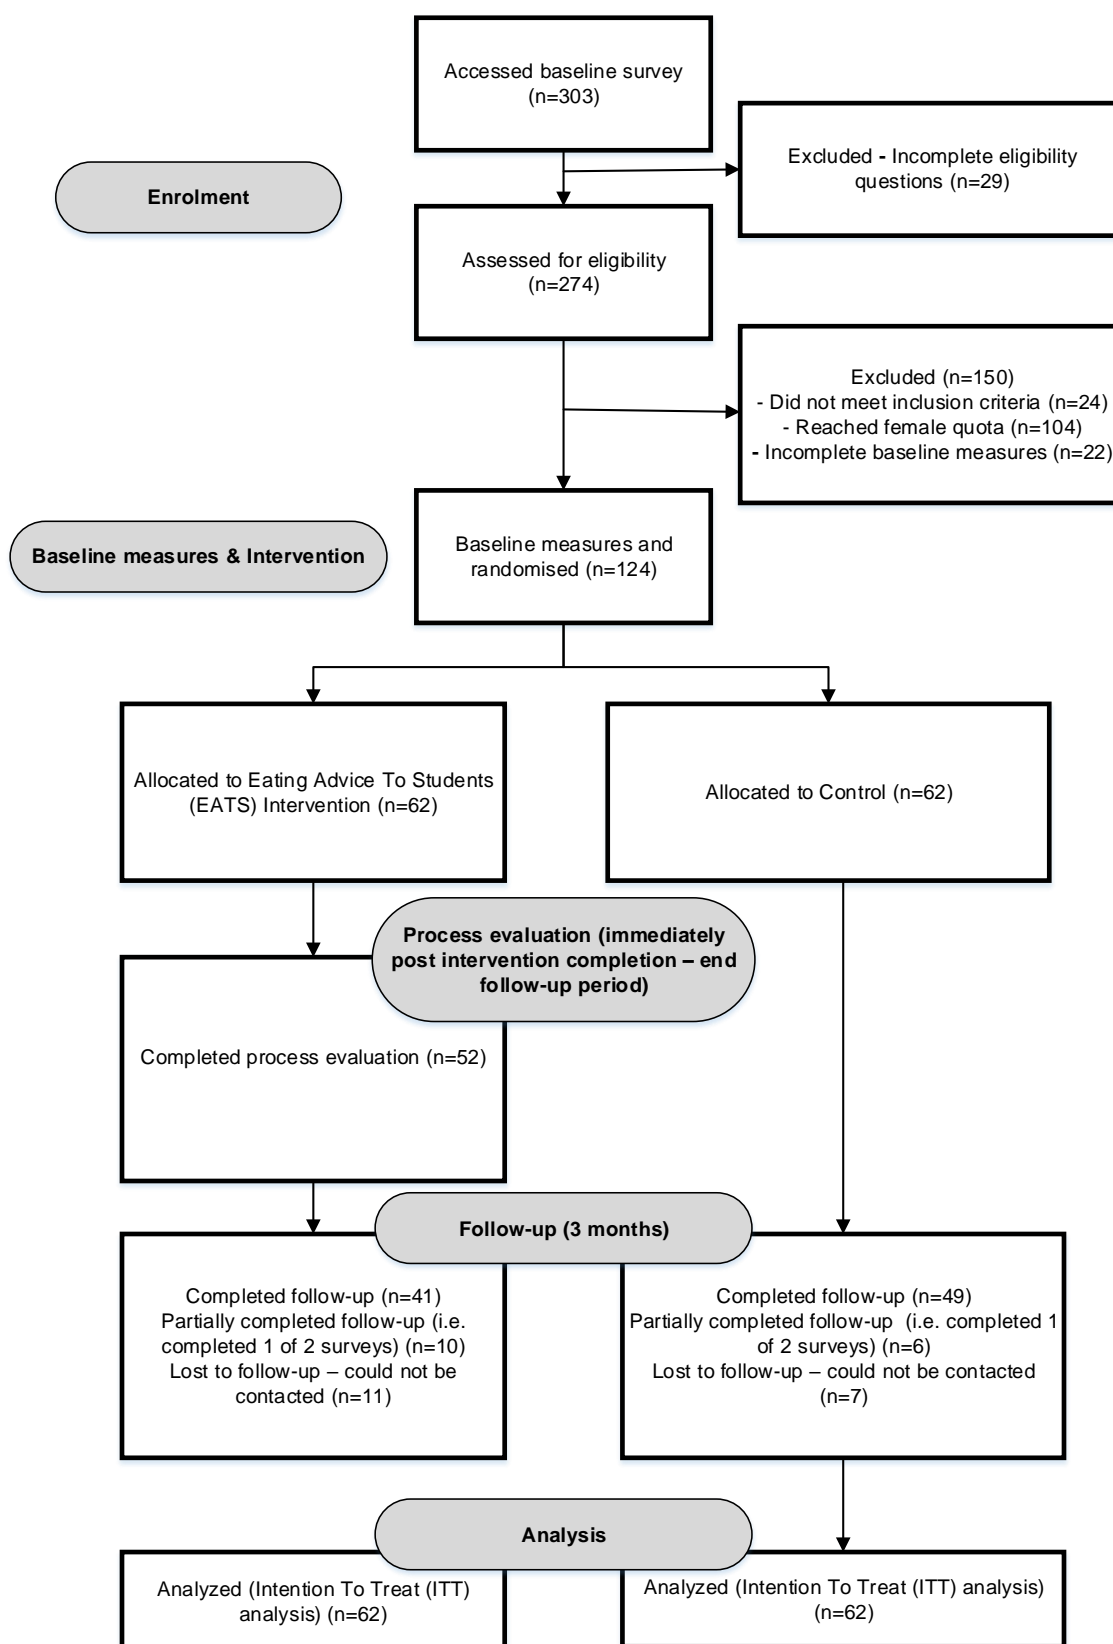 Accessed baseline survey
(n=303)
Excluded - Incomplete eligibility
questions (n=29)
Enrolment
Assessed for eligibility
(n=274)
Excluded (n=150)
- Did not meet inclusion criteria (n=24)
- Reached female quota (n=104)
- Incomplete baseline measures (n=22)
Baseline measures & Intervention
Baseline measures and
randomised (n=124)
Allocated to Eating Advice To Students
(EATS) Intervention (n=62)
Allocated to Control (n=62)
Process evaluation (immediately
post intervention completion – end
follow-up period)
Completed process evaluation (n=52)
Follow-up (3 months)
Completed follow-up (n=41)
Partially completed follow-up (i.e.
completed 1 of 2 surveys) (n=10)
Lost to follow-up – could not be
contacted (n=11)
Completed follow-up (n=49)
Partially completed follow-up (i.e. completed 1
of 2 surveys) (n=6)
Lost to follow-up – could not be contacted
(n=7)
Analysis
Analyzed (Intention To Treat (ITT)
analysis) (n=62)
Analyzed (Intention To Treat (ITT) analysis)
(n=62)